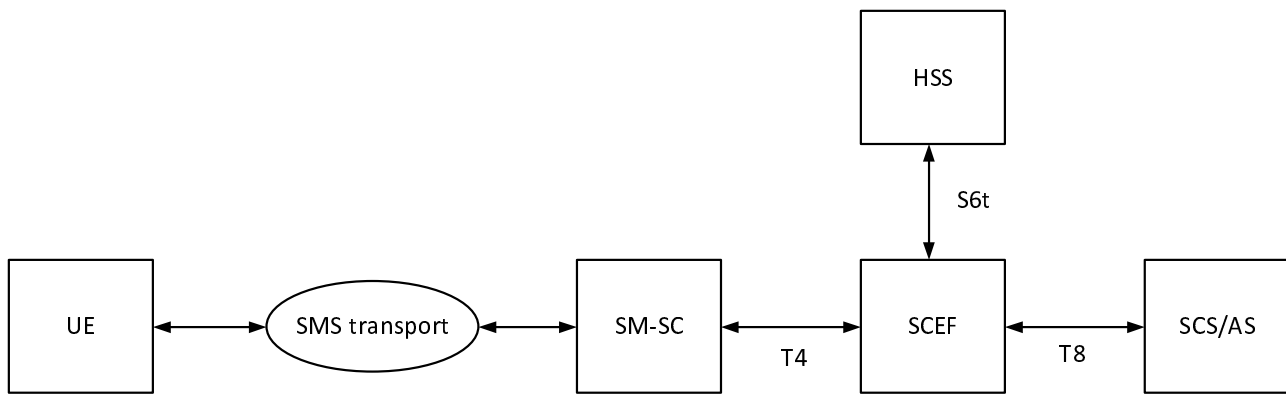 HSS
S6t
UE
SMS transport
SM-SC
T4
SCEF
T8
SCS/AS